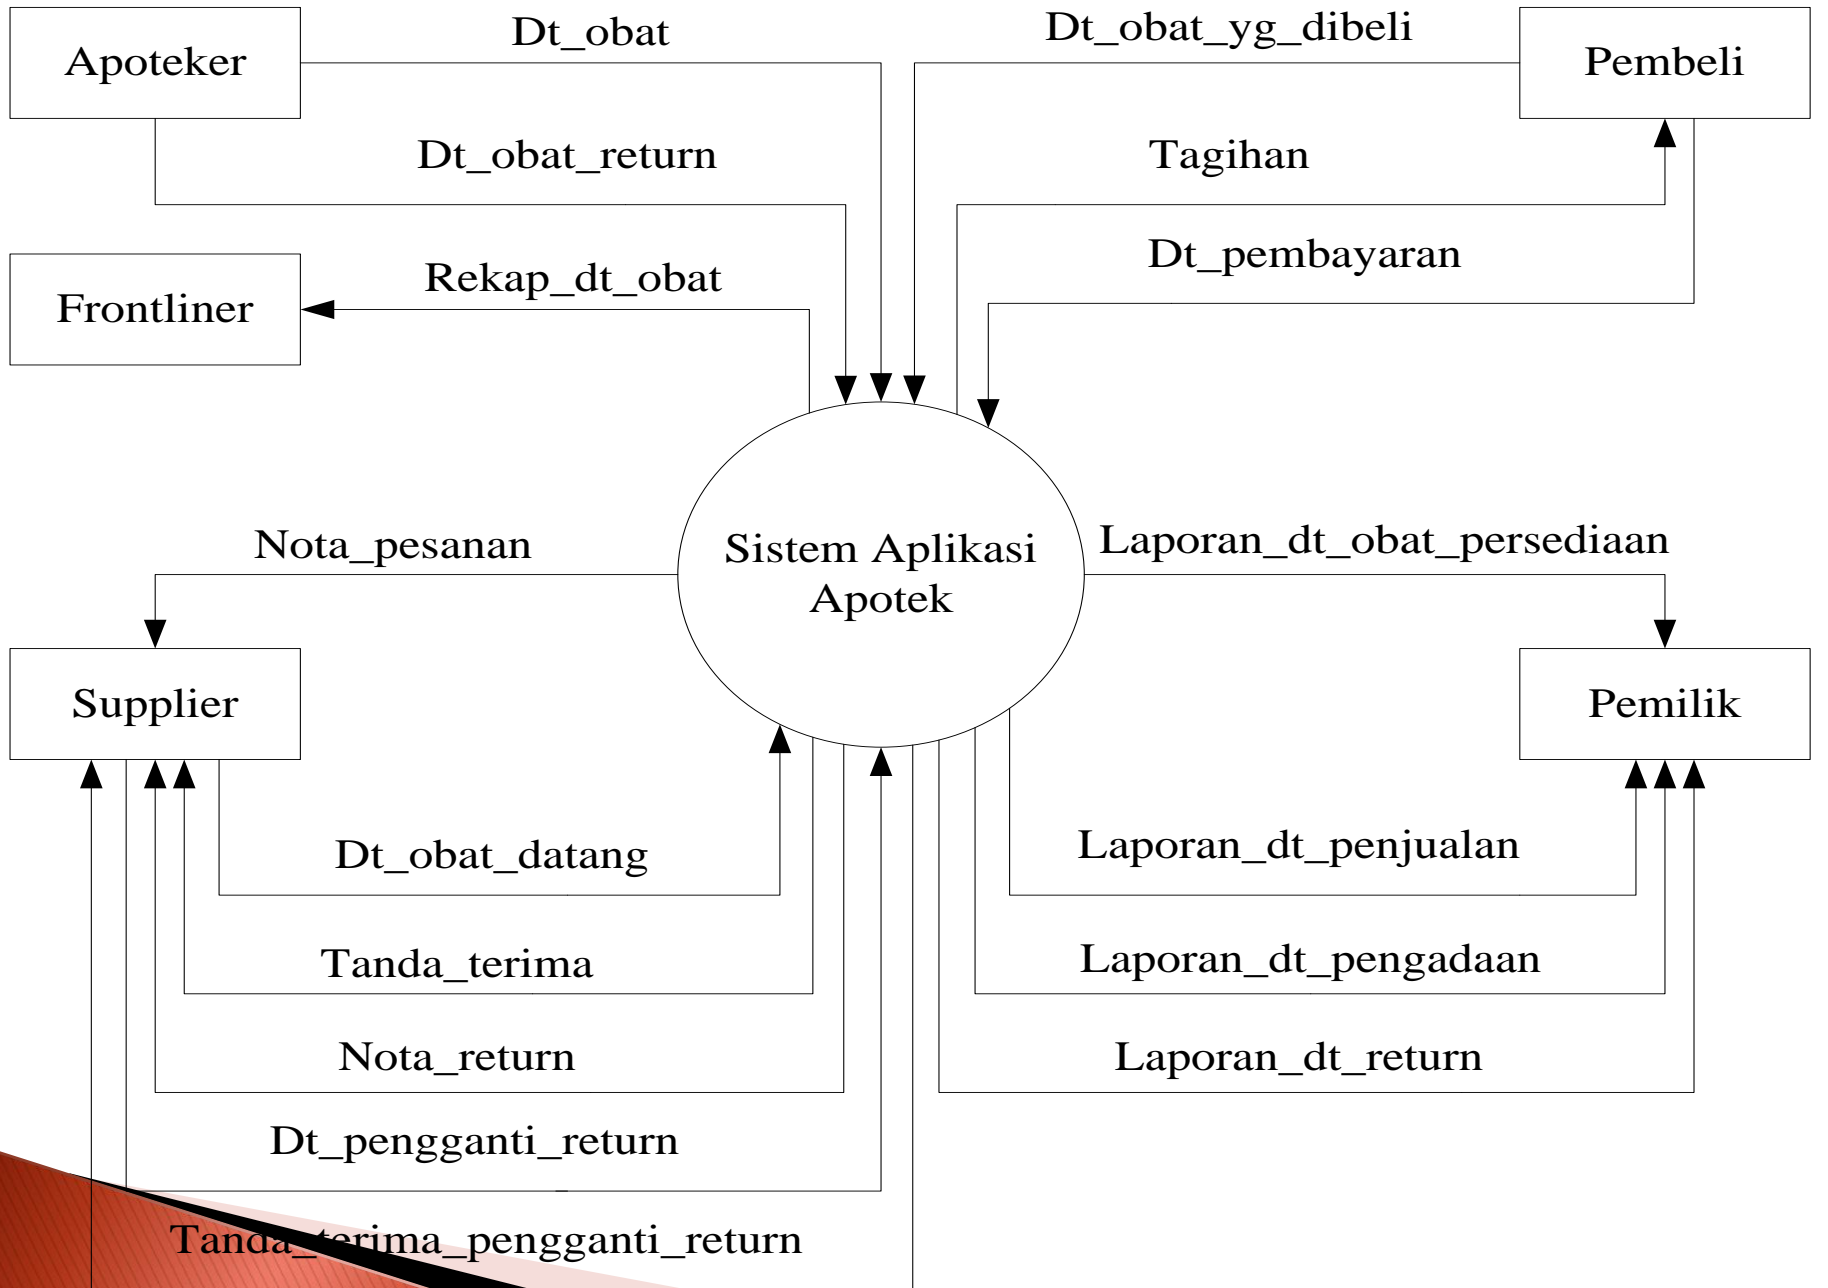 Dt_obat
Dt_obat_yg_dibeli
Apoteker
Pembeli
Dt_obat_return
Tagihan
Dt_pembayaran
Rekap_dt_obat
Frontliner
Nota_pesanan
Sistem Aplikasi
Apotek
Laporan_dt_obat_persediaan
Supplier
Pemilik
Dt_obat_datang
Laporan_dt_penjualan
Tanda_terima
Laporan_dt_pengadaan
Nota_return
Laporan_dt_return
Dt_pengganti_return
Tanda_terima_pengganti_return